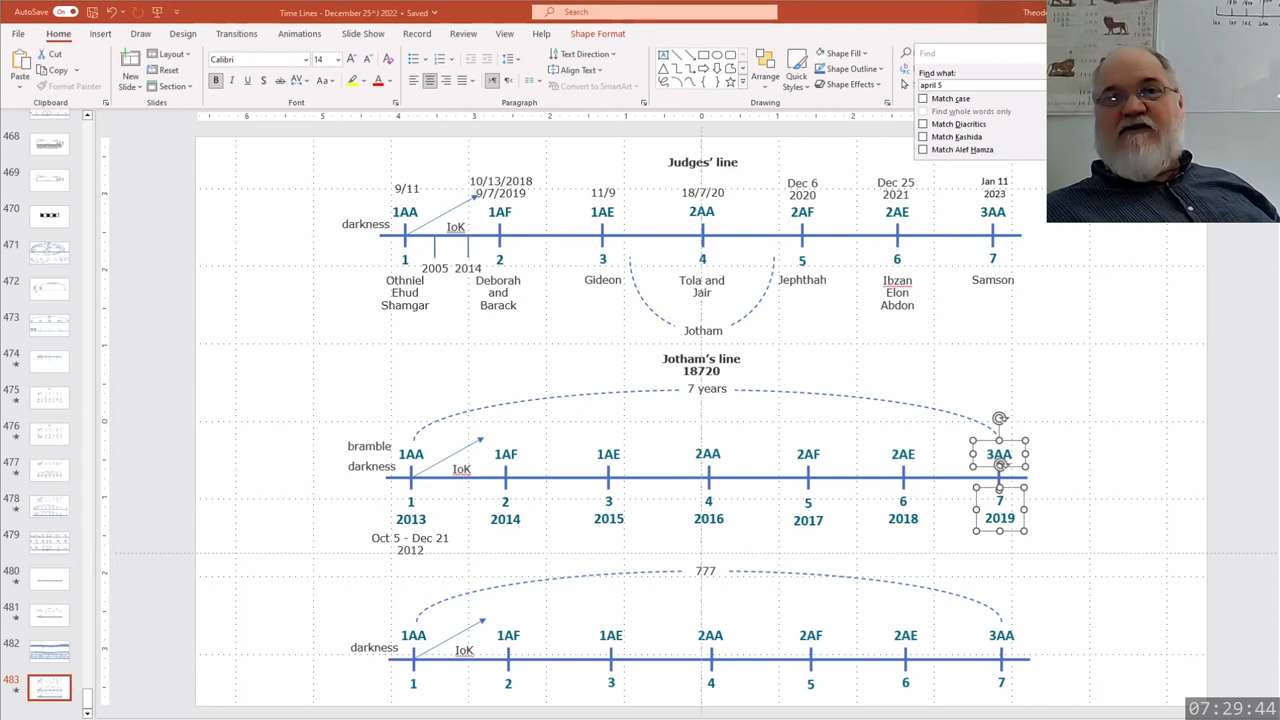 AutoSave On Time Lines - December 25ᵀᴶ 2022 • Saved Search Theodo
File Home Insert Draw Design Transitions Animations Slide Show Record Review View Help Shape Format
Paste
Cut
Copy
Format Painter
Clipboard
New Slide
Layout
Reset
Section
Slides
Calibri 14
Font
Text Direction
Align Text
Convert to SmartArt
Paragraph
Arrange
Quick Styles
Shape Fill
Shape Outline
Shape Effects
Drawing
Find
Find what:
april 5
Match case
Find whole words only
Match Diacritics
Match Kashida
Match Alef Hamza
468
470
471
472
473
474
475
476
477
478
479
480
481
482
483
Judges’ line
9/11
10/13/2018
9/7/2019
11/9
18/7/20
Dec 6
2020
Dec 25
2021
Jan 11
2023
darkness
1AA 1AF 1AE 2AA 2AF 2AE 3AA
IoK
1 2 3 4 5 6 7
2005 2014
Othniel
Ehud
Shamgar
Deborah
and
Barack
Gideon
Tola and
Jair
Jephthah
Ibzan
Elon
Abdon
Samson
Jotham
Jotham’s line
18720
7 years
bramble
darkness
1AA 1AF 1AE 2AA 2AF 2AE 3AA
IoK
1 2 3 4 5 6 7
2013 2014 2015 2016 2017 2018 2019
Oct 5 - Dec 21
2012
777
darkness
1AA 1AF 1AE 2AA 2AF 2AE 3AA
IoK
1 2 3 4 5 6 7
07:29:44